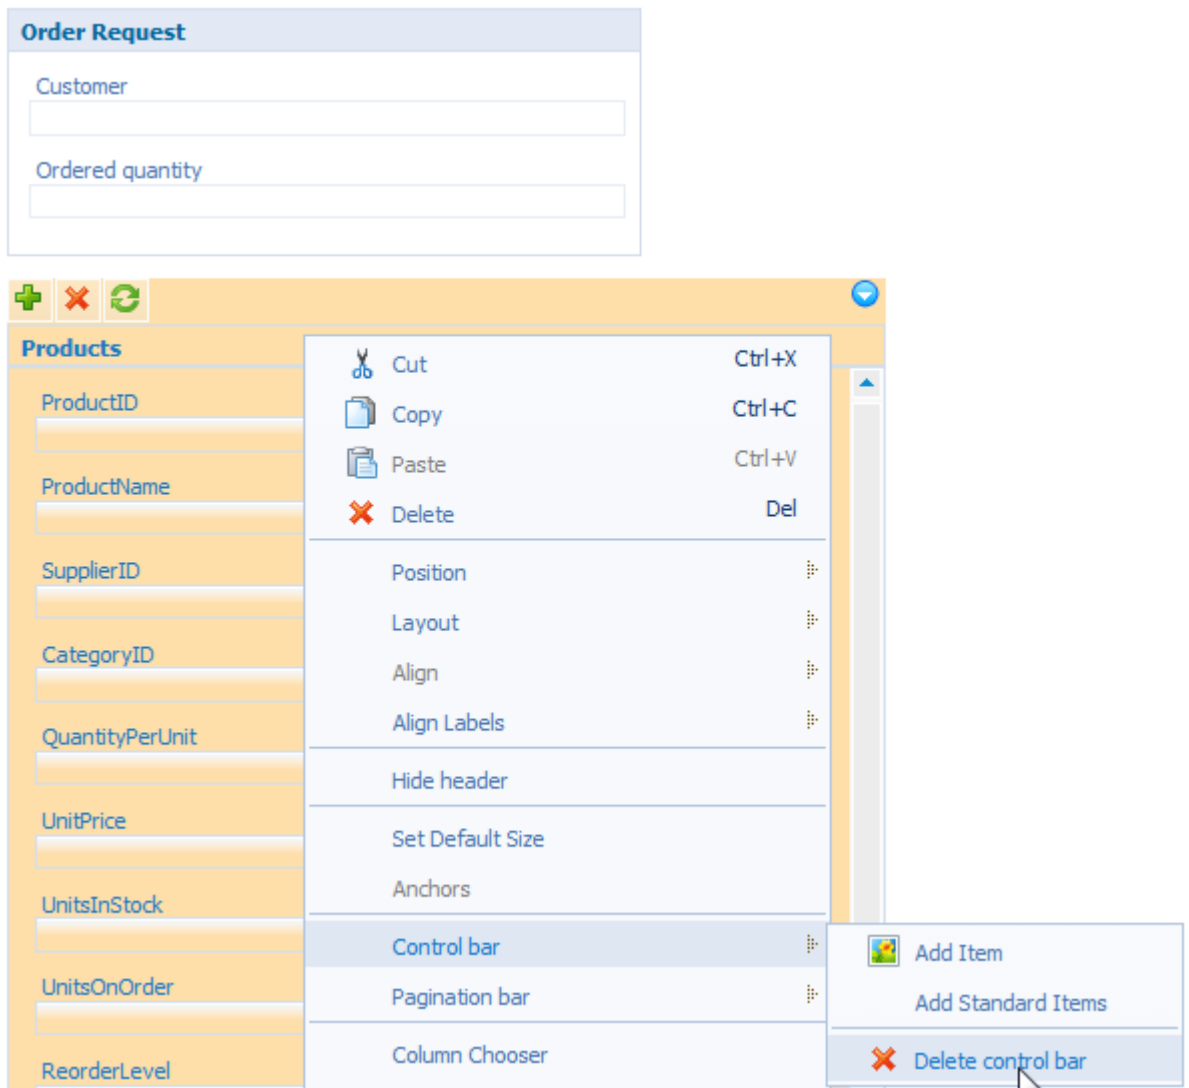 Order Request
Customer
Ordered quantity
Products
ProductID
ProductName
SupplierID
CategoryID
QuantityPerUnit
UnitPrice
UnitsInStock
UnitsOnOrder
ReorderLevel
Cut Ctrl+X
Copy Ctrl+C
Paste Ctrl+V
Delete Del
Position
Layout
Align
Align Labels
Hide header
Set Default Size
Anchors
Control bar
Pagination bar
Column Chooser
Add Item
Add Standard Items
Delete control bar